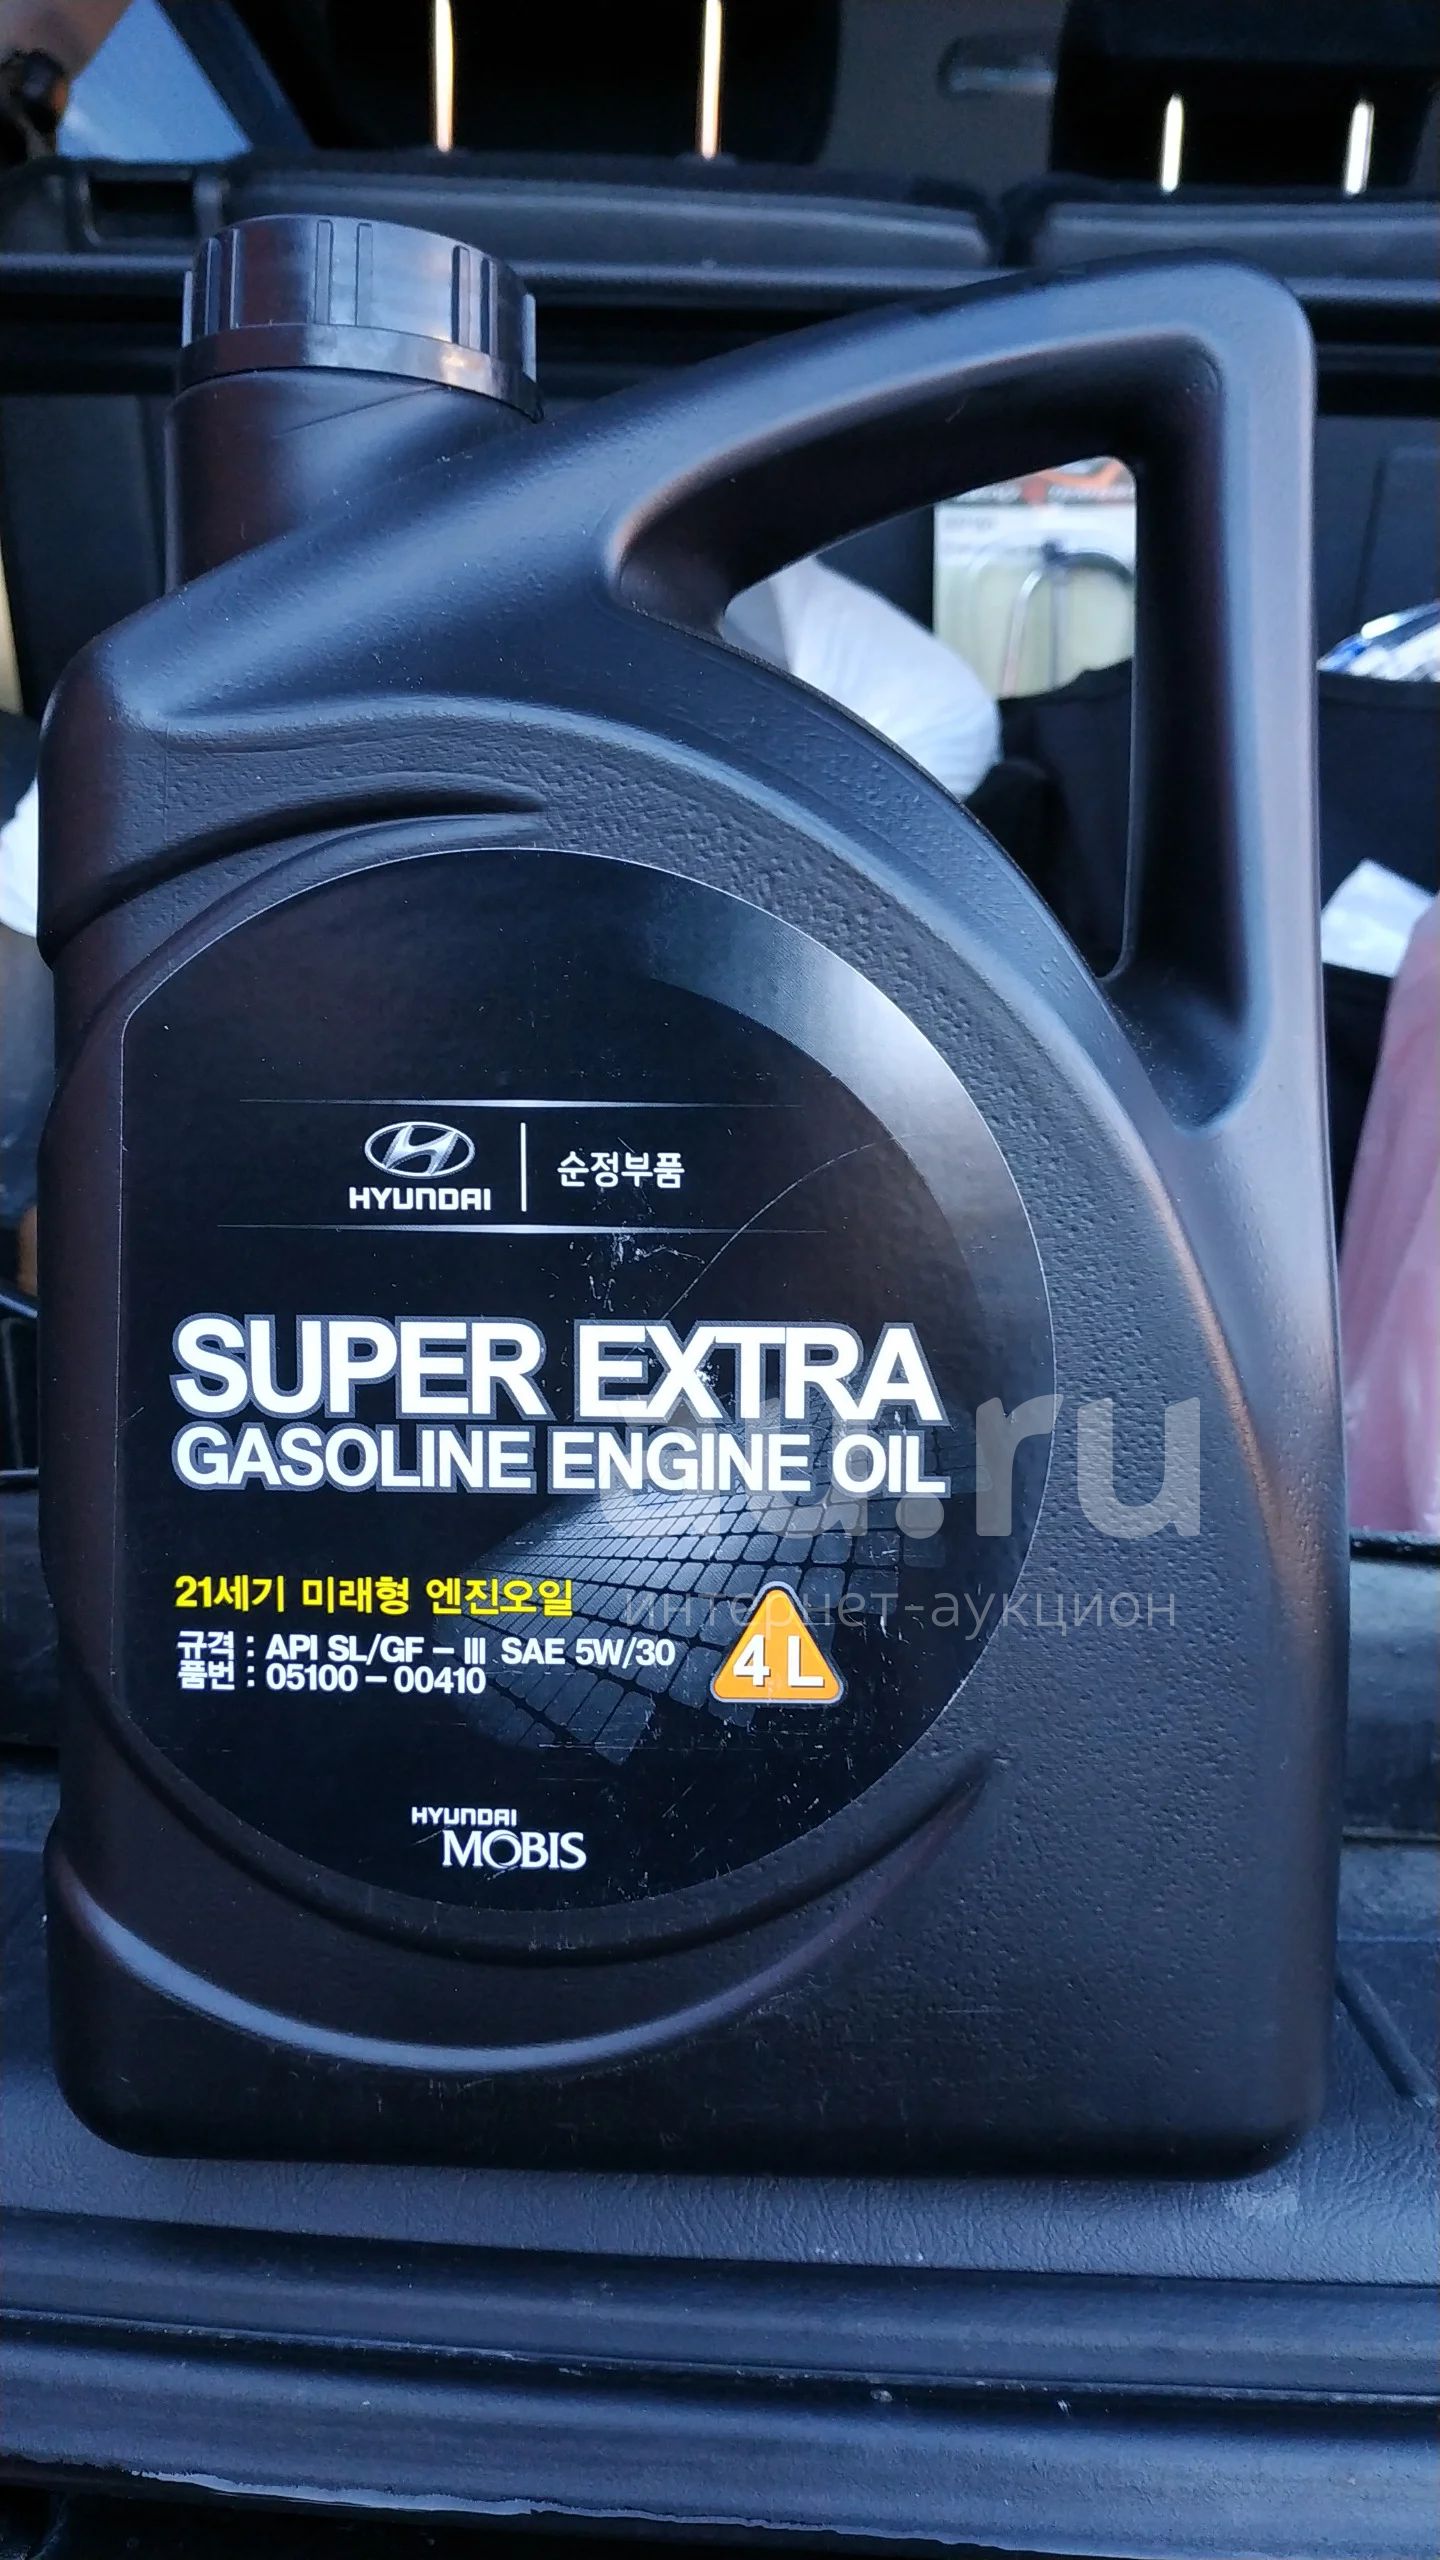 HYUNDAI 순정부품
SUPER EXTRA
GASOLINE ENGINE OIL
21세기 미래형 엔진오일
규격 : API SL/GF – III SAE 5W/30
품번 : 05100 – 00410
4 L
HYUNDAI
MOBIS
au.ru
интернет-аукцион